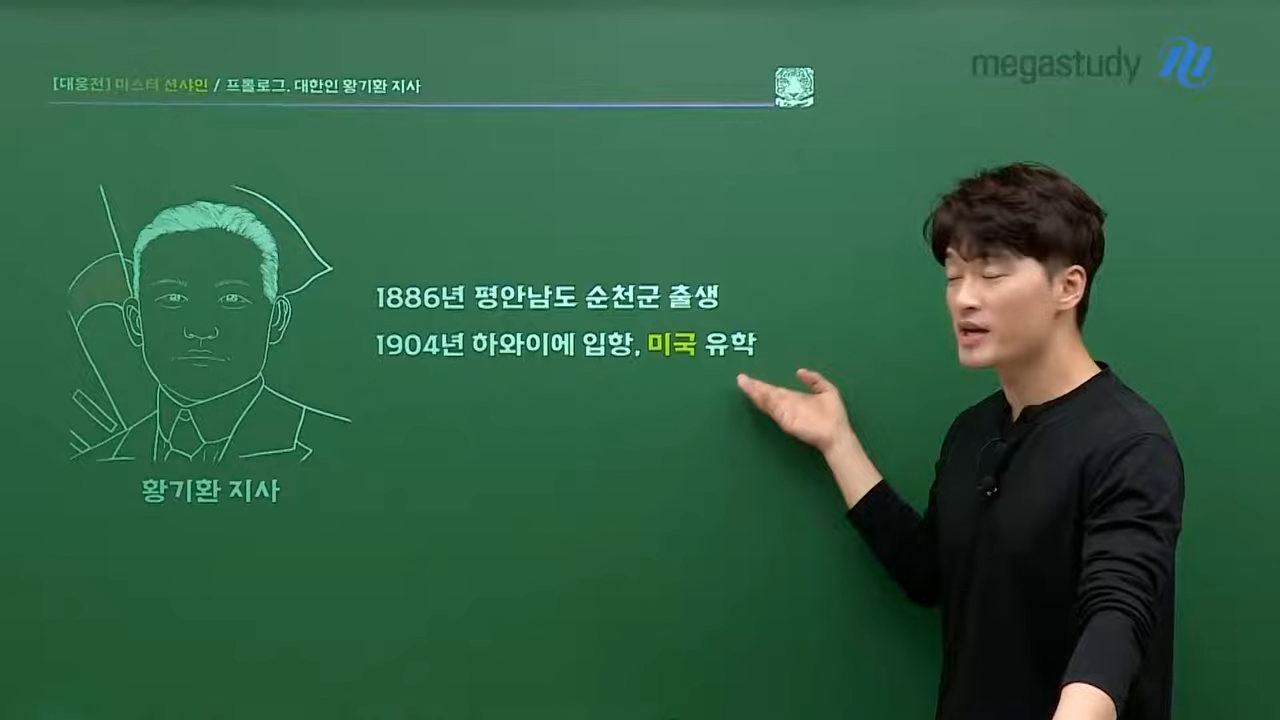 [대웅전] 미스터 션샤인 / 프롤로그. 대한인 황기환 지사
megastudy
1886년 평안남도 순천군 출생
1904년 하와이에 입항, 미국 유학
황기환 지사